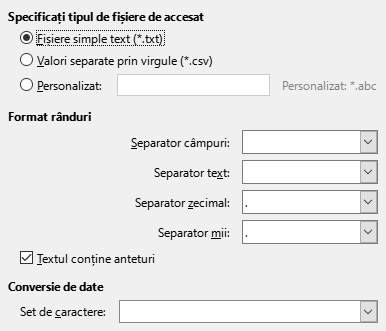 Specificați tipul de fișiere de accesat
Fișiere simple text (*.txt)
Valori separate prin virgule (*.csv)
Personalizat:
Personalizat: *.abc
Format rânduri
Separator câmpuri:
Separator text:
Separator zecimal: .
Separator mii: .
Textul conține anteturi
Conversie de date
Set de caractere: